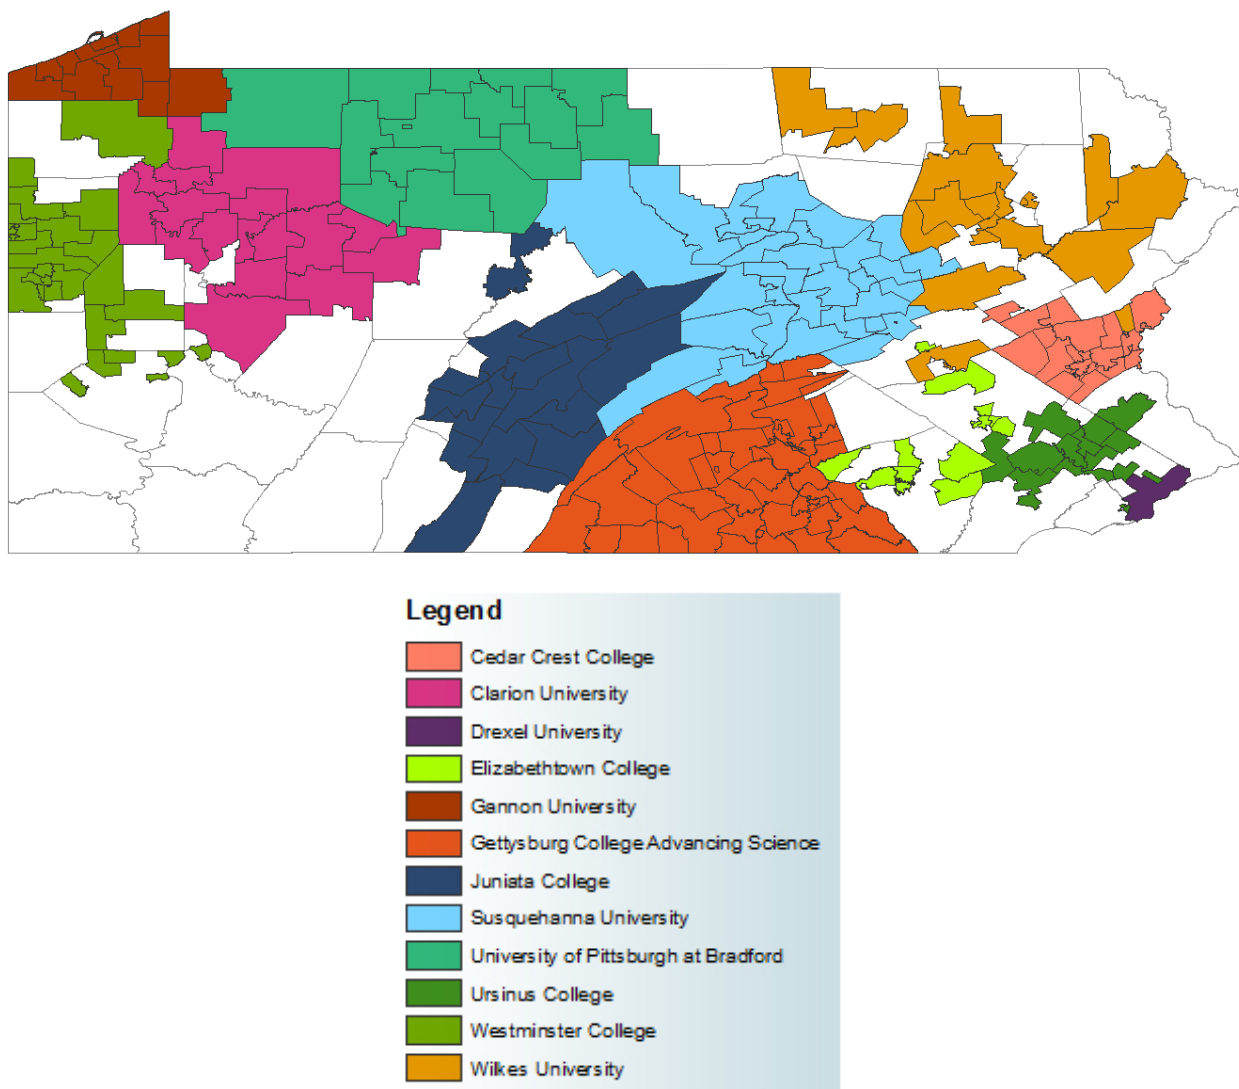 Legend
Cedar Crest College
Clarion University
Drexel University
Elizabethtown College
Gannon University
Gettysburg College Advancing Science
Juniata College
Susquehanna University
University of Pittsburgh at Bradford
Ursinus College
Westminster College
Wilkes University